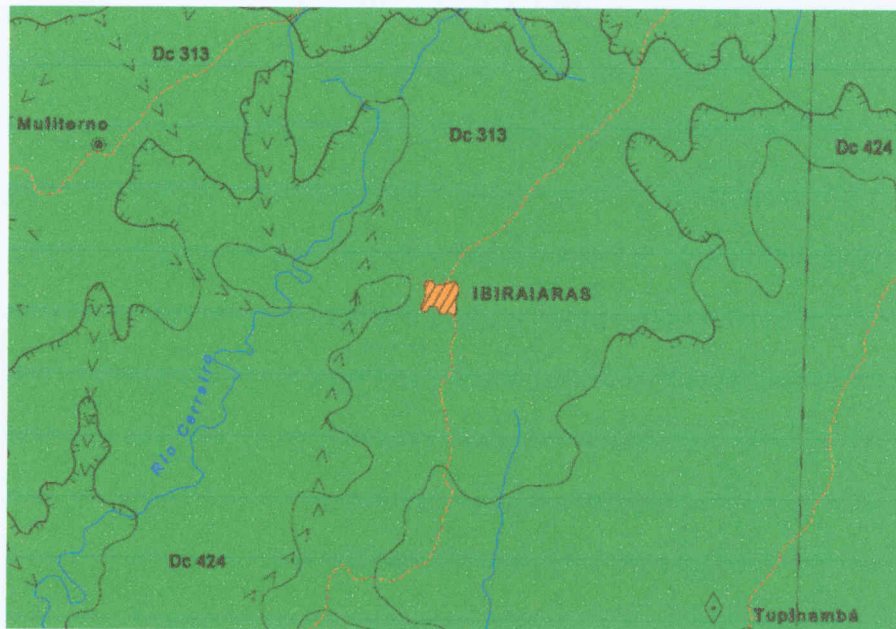 Dc 313
Muliterno
Dc 313
Dc 424
IBIRAIARAS
Rio Carreiro
Dc 424
Tupinambá